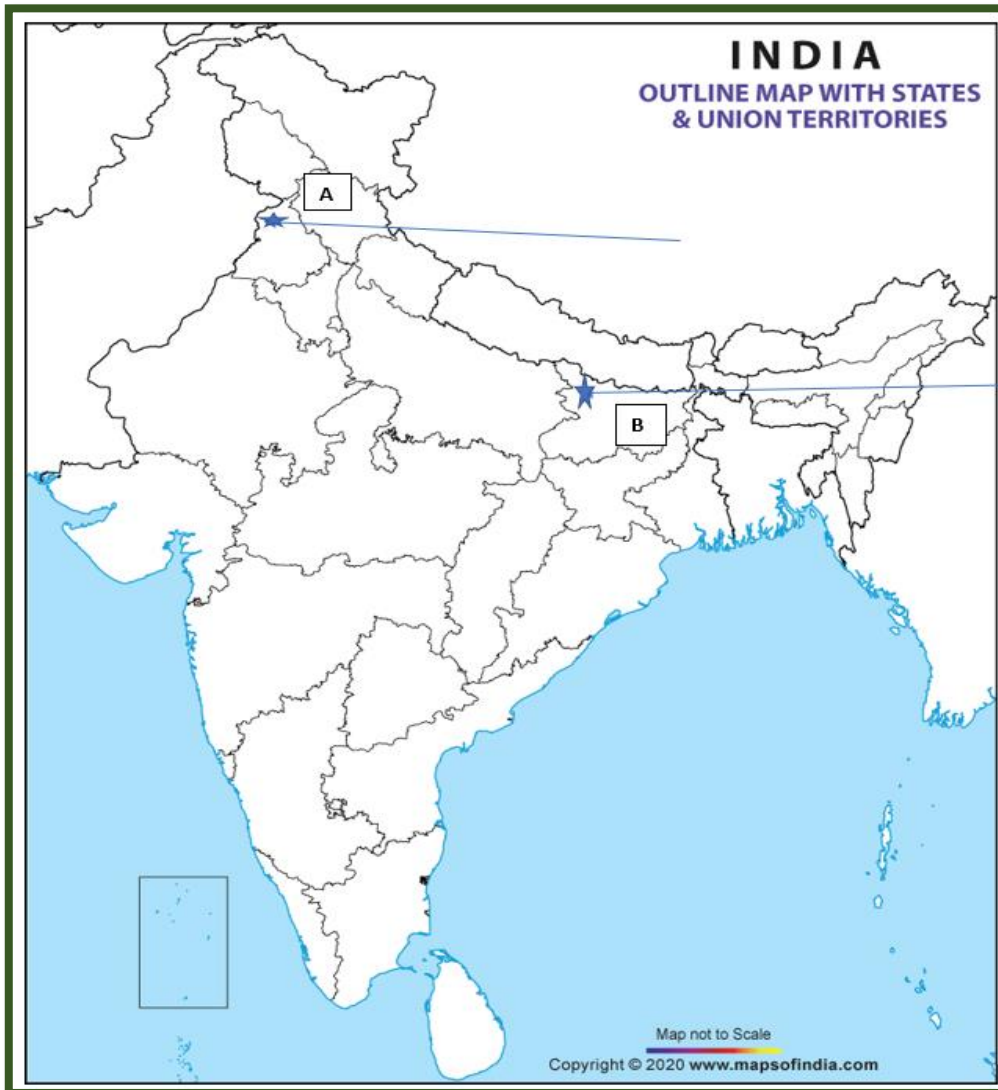 INDIA
OUTLINE MAP WITH STATES
& UNION TERRITORIES
A
B
Map not to Scale
Copyright © 2020 www.mapsofindia.com